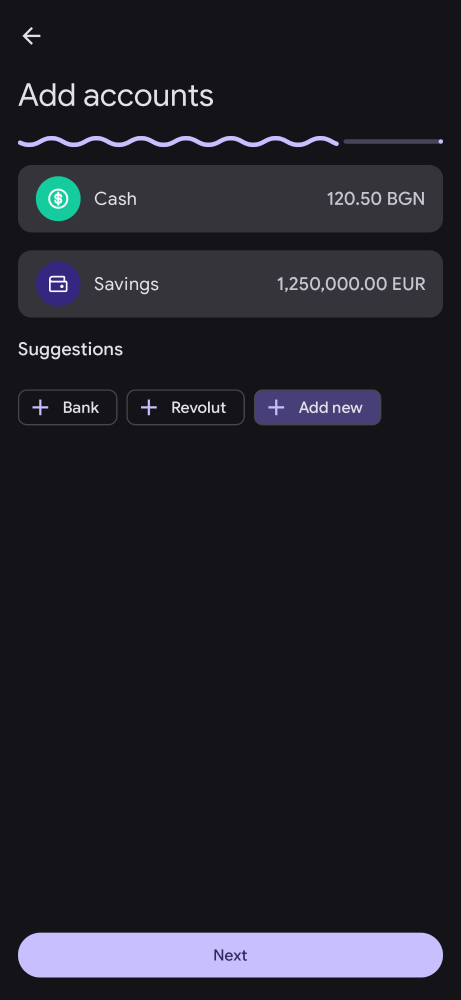 Add accounts
Cash 120.50 BGN
Savings 1,250,000.00 EUR
Suggestions
Bank Revolut Add new
Next